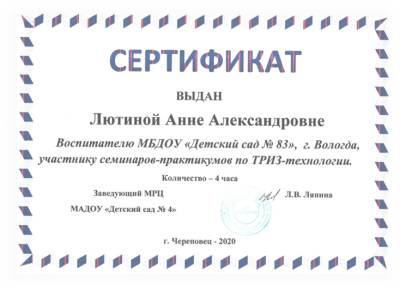 СЕРТИФИКАТ
ВЫДАН
Лютиной Анне Александровне
Воспитателю МБДОУ «Детский сад № 83», г. Вологда,
участнику семинаров-практикумов по ТРИЗ-технологии.
Количество – 4 часа
Заведующий МРЦ Л.В. Ляпина
МАДОУ «Детский сад № 4»
г. Череповец - 2020